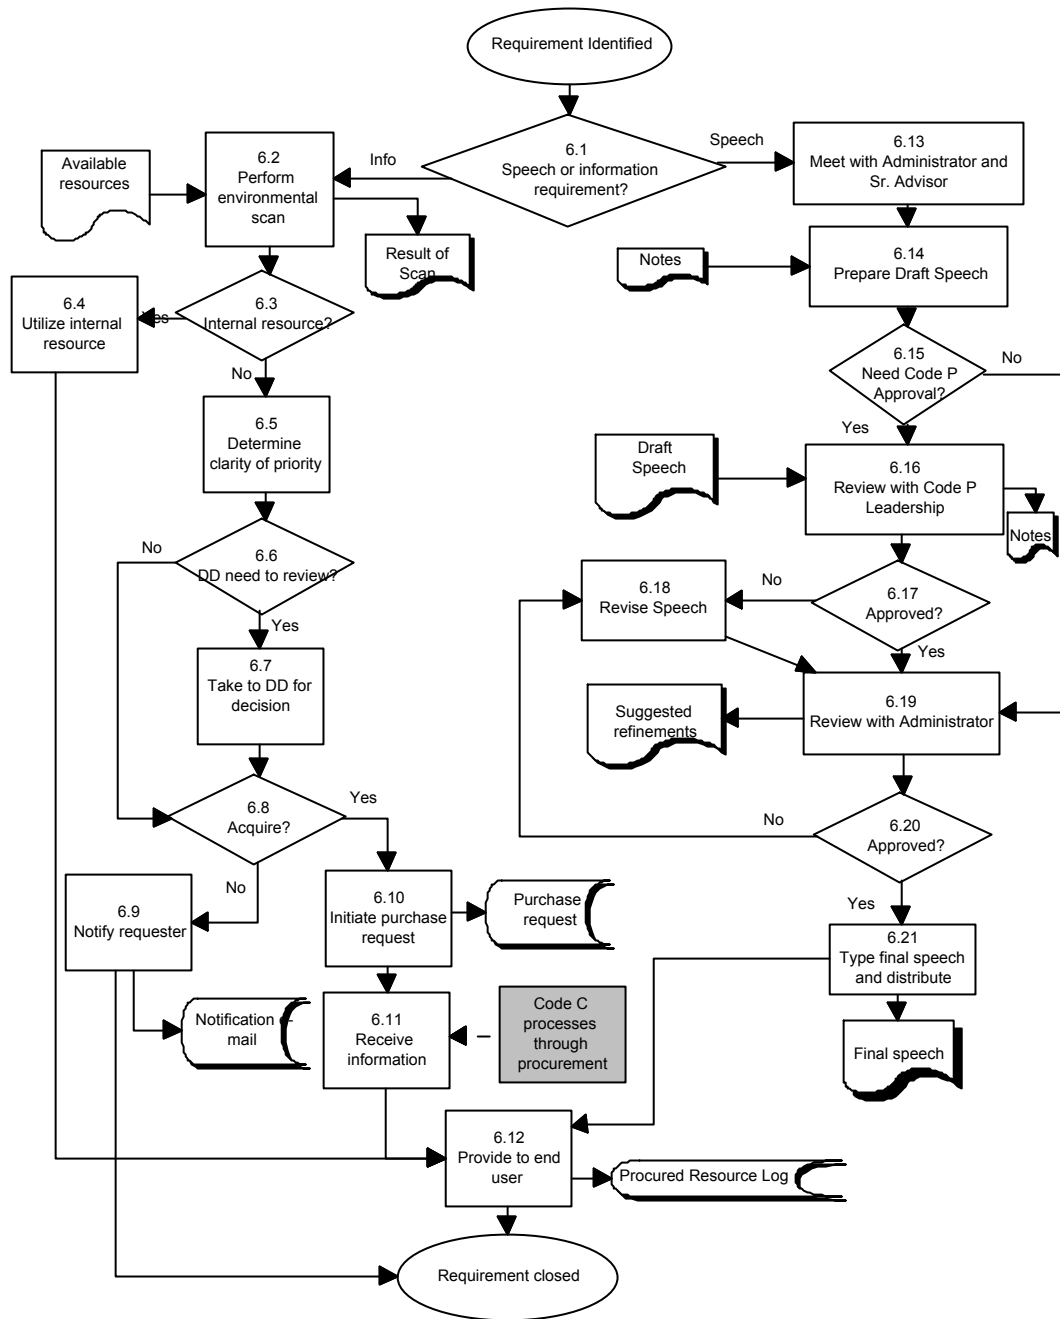 Requirement Identified
6.1
Speech or information
requirement?
Info
Speech
Available
resources
6.2
Perform
environmental
scan
Result of
Scan
6.13
Meet with Administrator and
Sr. Advisor
Notes
6.14
Prepare Draft Speech
6.4
Utilize internal
resource
Yes
6.3
Internal resource?
No
6.15
Need Code P
Approval?
No
Yes
6.5
Determine
clarity of priority
Draft
Speech
6.16
Review with Code P
Leadership
Notes
No
6.6
DD need to review?
Yes
6.18
Revise Speech
No
6.17
Approved?
Yes
6.7
Take to DD for
decision
Suggested
refinements
6.19
Review with Administrator
6.8
Acquire?
Yes
No
No
6.20
Approved?
Yes
6.9
Notify requester
6.10
Initiate purchase
request
Purchase
request
6.21
Type final speech
and distribute
Notification
mail
6.11
Receive
information
Code C
processes
through
procurement
Final speech
6.12
Provide to end
user
Procured Resource Log
Requirement closed